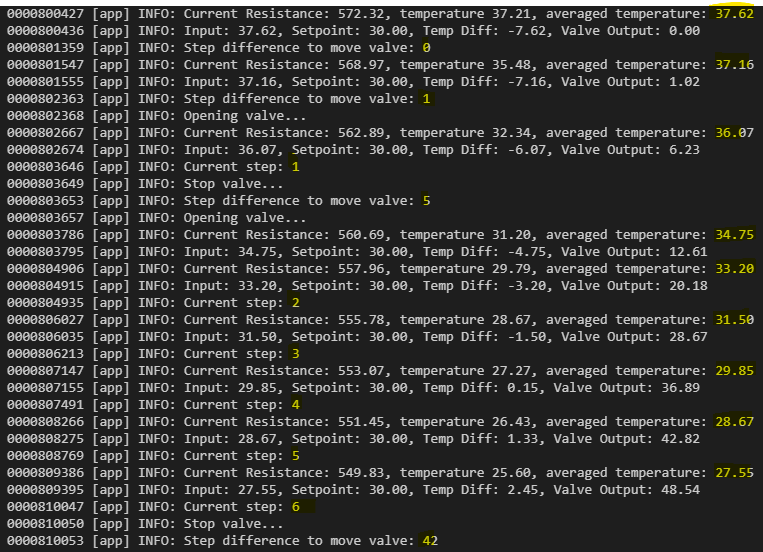 0000800427 [app] INFO: Current Resistance: 572.32, temperature 37.21, averaged temperature: 37.62
0000800436 [app] INFO: Input: 37.62, Setpoint: 30.00, Temp Diff: -7.62, Valve Output: 0.00
0000801359 [app] INFO: Step difference to move valve: 0
0000801547 [app] INFO: Current Resistance: 568.97, temperature 35.48, averaged temperature: 37.16
0000801555 [app] INFO: Input: 37.16, Setpoint: 30.00, Temp Diff: -7.16, Valve Output: 1.02
0000802363 [app] INFO: Step difference to move valve: 1
0000802368 [app] INFO: Opening valve...
0000802667 [app] INFO: Current Resistance: 562.89, temperature 32.34, averaged temperature: 36.07
0000802674 [app] INFO: Input: 36.07, Setpoint: 30.00, Temp Diff: -6.07, Valve Output: 6.23
0000803646 [app] INFO: Current step: 1
0000803649 [app] INFO: Stop valve...
0000803653 [app] INFO: Step difference to move valve: 5
0000803657 [app] INFO: Opening valve...
0000803786 [app] INFO: Current Resistance: 560.69, temperature 31.20, averaged temperature: 34.75
0000803795 [app] INFO: Input: 34.75, Setpoint: 30.00, Temp Diff: -4.75, Valve Output: 12.61
0000804906 [app] INFO: Current Resistance: 557.96, temperature 29.79, averaged temperature: 33.20
0000804915 [app] INFO: Input: 33.20, Setpoint: 30.00, Temp Diff: -3.20, Valve Output: 20.18
0000804935 [app] INFO: Current step: 2
0000806027 [app] INFO: Current Resistance: 555.78, temperature 28.67, averaged temperature: 31.50
0000806035 [app] INFO: Input: 31.50, Setpoint: 30.00, Temp Diff: -1.50, Valve Output: 28.67
0000806213 [app] INFO: Current step: 3
0000807147 [app] INFO: Current Resistance: 553.07, temperature 27.27, averaged temperature: 29.85
0000807155 [app] INFO: Input: 29.85, Setpoint: 30.00, Temp Diff: 0.15, Valve Output: 36.89
0000807491 [app] INFO: Current step: 4
0000808266 [app] INFO: Current Resistance: 551.45, temperature 26.43, averaged temperature: 28.67
0000808275 [app] INFO: Input: 28.67, Setpoint: 30.00, Temp Diff: 1.33, Valve Output: 42.82
0000808769 [app] INFO: Current step: 5
0000809386 [app] INFO: Current Resistance: 549.83, temperature 25.60, averaged temperature: 27.55
0000809395 [app] INFO: Input: 27.55, Setpoint: 30.00, Temp Diff: 2.45, Valve Output: 48.54
0000810047 [app] INFO: Current step: 6
0000810050 [app] INFO: Stop valve...
0000810053 [app] INFO: Step difference to move valve: 42